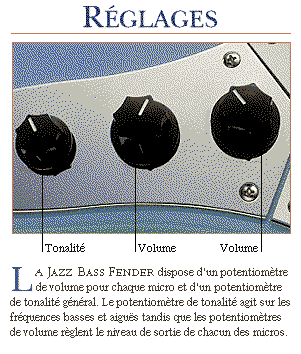 RÉGLAGES
Tonalité Volume Volume
LA JAZZ BASS FENDER dispose d'un potentiomètre
de volume pour chaque micro et d'un potentiomètre
de tonalité général. Le potentiomètre de tonalité agit sur les
fréquences basses et aiguës tandis que les potentiomètres
de volume règlent le niveau de sortie de chacun des micros.